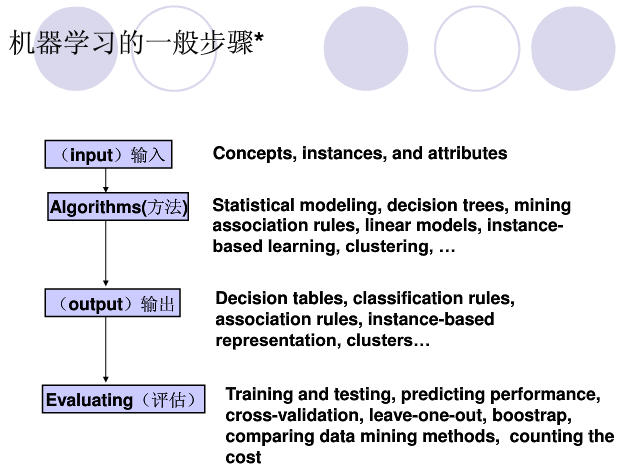 机器学习的一般步骤*
（input）输入
Concepts, instances, and attributes
Algorithms(方法)
Statistical modeling, decision trees, mining
association rules, linear models, instance-
based learning, clustering, …
（output）输出
Decision tables, classification rules,
association rules, instance-based
representation, clusters…
Evaluating（评估）
Training and testing, predicting performance,
cross-validation, leave-one-out, boostrap,
comparing data mining methods,  counting the
cost